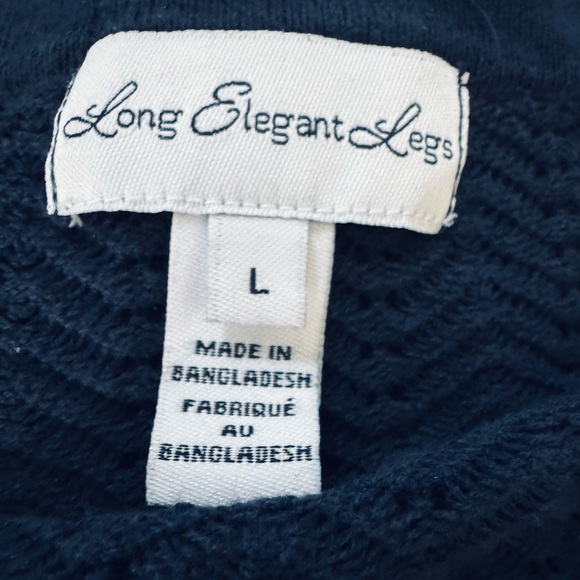 Long Elegant Legs
L
MADE IN
BANGLADESH
FABRIQUÉ
AU
BANGLADESH